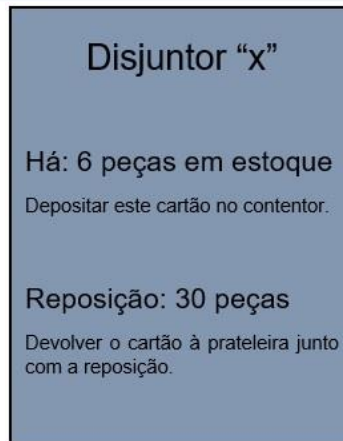 Disjuntor “x”
Há: 6 peças em estoque
Depositar este cartão no contentor.
Reposição: 30 peças
Devolver o cartão à prateleira junto
com a reposição.